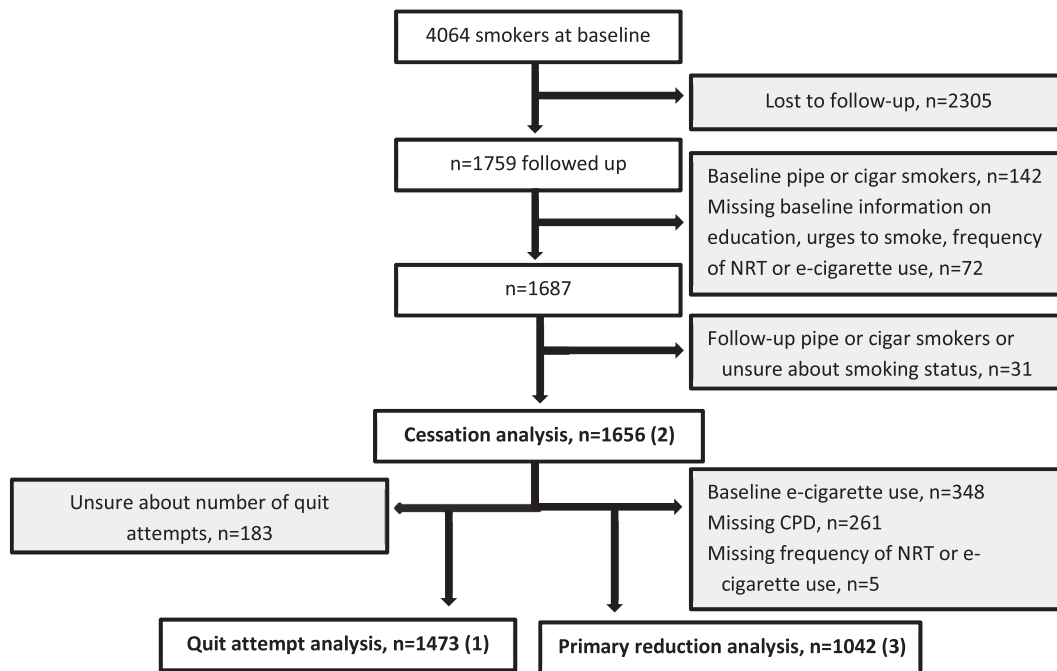 4064 smokers at baseline
Lost to follow-up, n=2305
n=1759 followed up
Baseline pipe or cigar smokers, n=142
Missing baseline information on
education, urges to smoke, frequency
of NRT or e-cigarette use, n=72
n=1687
Follow-up pipe or cigar smokers or
unsure about smoking status, n=31
Cessation analysis, n=1656 (2)
Unsure about number of quit
attempts, n=183
Baseline e-cigarette use, n=348
Missing CPD, n=261
Missing frequency of NRT or e-
cigarette use, n=5
Quit attempt analysis, n=1473 (1)
Primary reduction analysis, n=1042 (3)